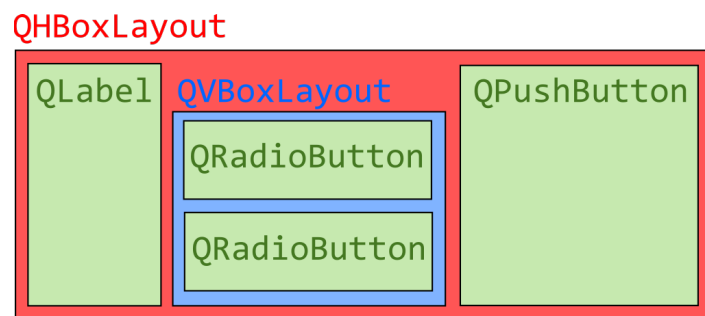 QHBoxLayout
QLabel
QVBoxLayout
QPushButton
QRadioButton
QRadioButton